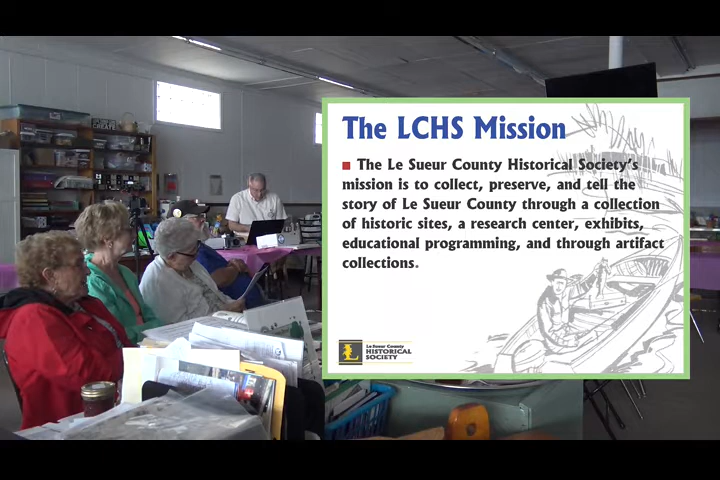 The LCHS Mission
The Le Sueur County Historical Society's
mission is to collect, preserve, and tell the
story of Le Sueur County through a collection
of historic sites, a research center, exhibits,
educational programming, and through artifact
collections.
Le Sueur County
HISTORICAL
SOCIETY
CREATE